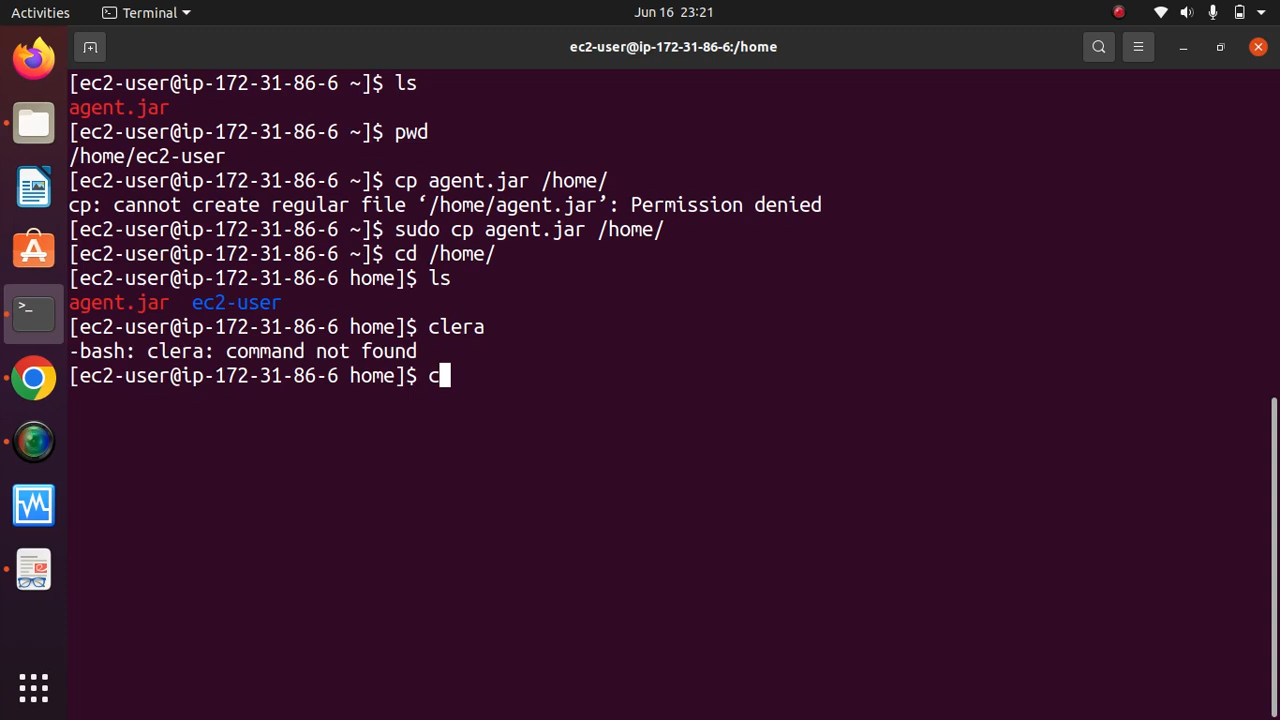 Activities
Terminal
Jun 16 23:21
ec2-user@ip-172-31-86-6:/home
[ec2-user@ip-172-31-86-6 ~]$ ls
agent.jar
[ec2-user@ip-172-31-86-6 ~]$ pwd
/home/ec2-user
[ec2-user@ip-172-31-86-6 ~]$ cp agent.jar /home/
cp: cannot create regular file ‘/home/agent.jar’: Permission denied
[ec2-user@ip-172-31-86-6 ~]$ sudo cp agent.jar /home/
[ec2-user@ip-172-31-86-6 ~]$ cd /home/
[ec2-user@ip-172-31-86-6 home]$ ls
agent.jar ec2-user
[ec2-user@ip-172-31-86-6 home]$ clera
-bash: clera: command not found
[ec2-user@ip-172-31-86-6 home]$ c